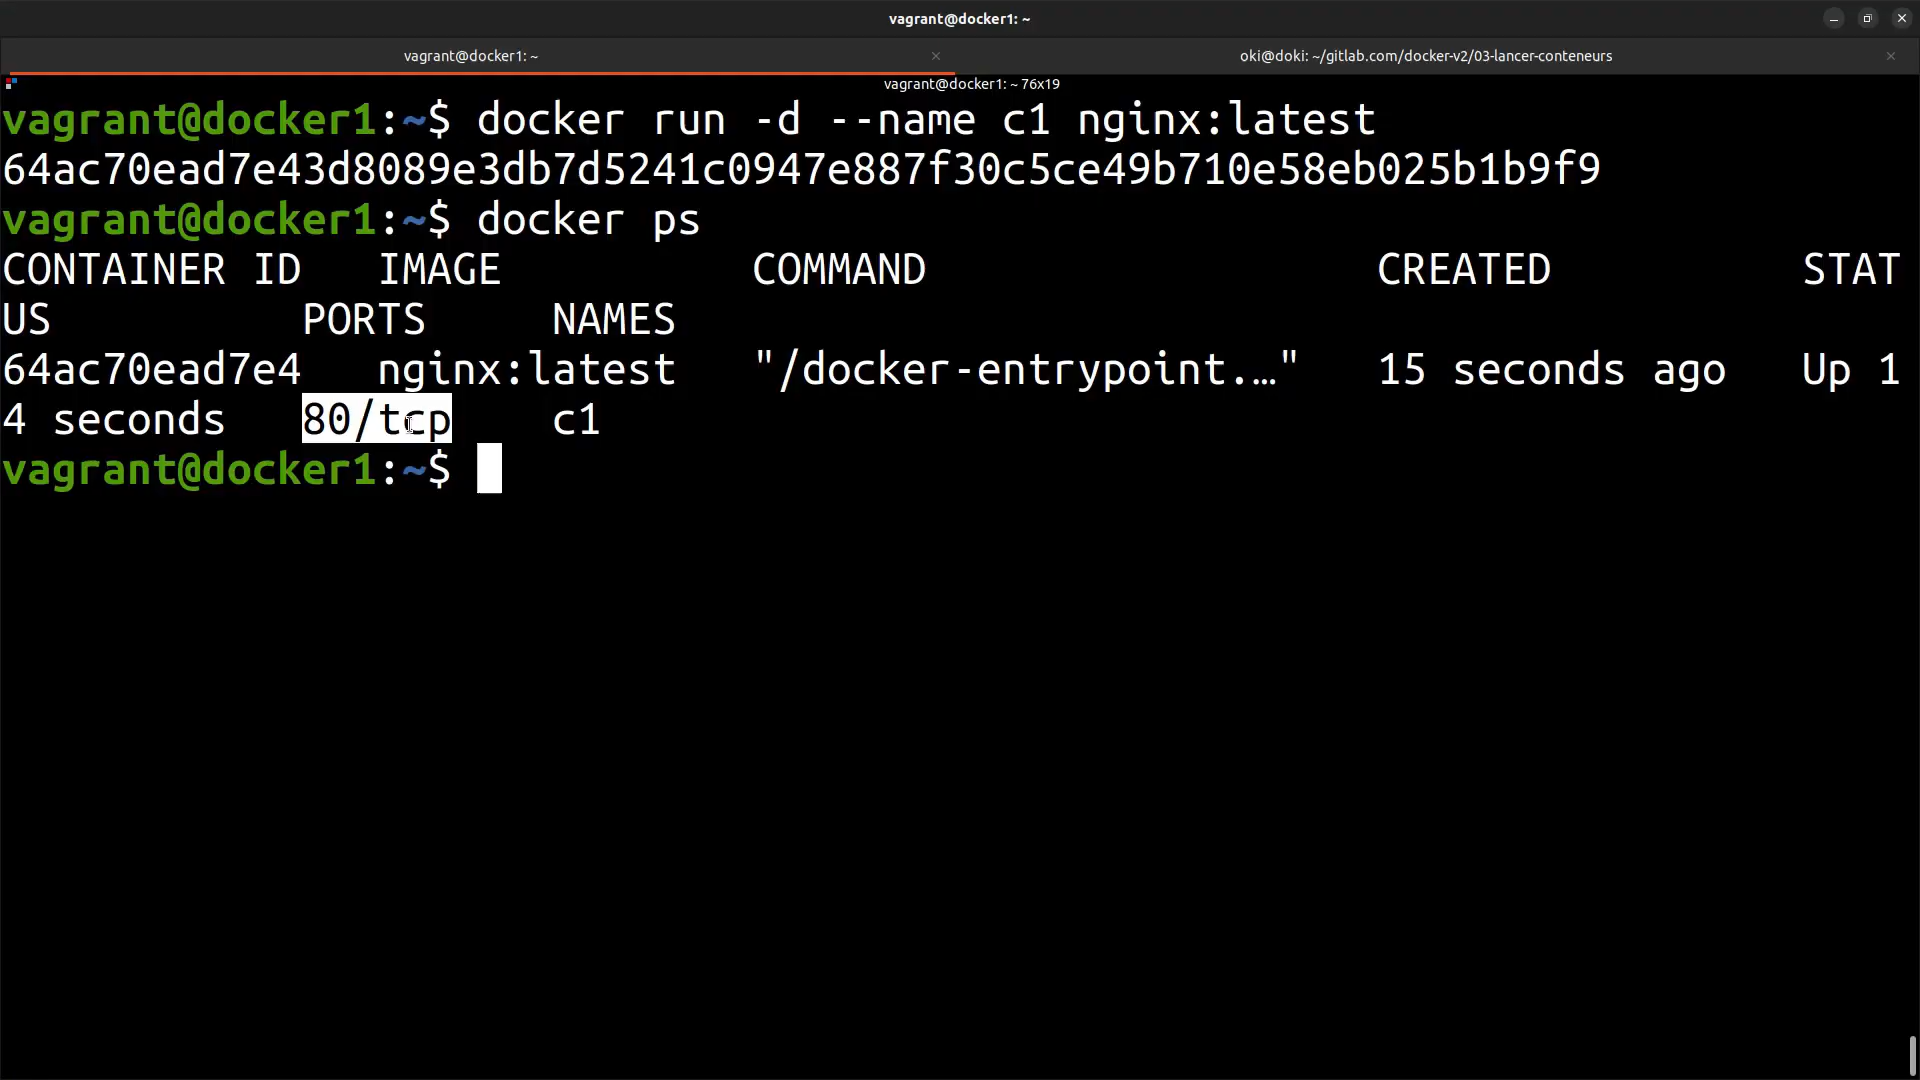 vagrant@docker1: ~
vagrant@docker1: ~
oki@doki: ~/gitlab.com/docker-v2/03-lancer-conteneurs
vagrant@docker1: ~ 76x19
vagrant@docker1:~$ docker run -d --name c1 nginx:latest
64ac70ead7e43d8089e3db7d5241c0947e887f30c5ce49b710e58eb025b1b9f9
vagrant@docker1:~$ docker ps
CONTAINER ID   IMAGE          COMMAND                  CREATED          STAT
US          PORTS     NAMES
64ac70ead7e4   nginx:latest   "/docker-entrypoint.…"   15 seconds ago   Up 1
4 seconds   80/tcp    c1
vagrant@docker1:~$